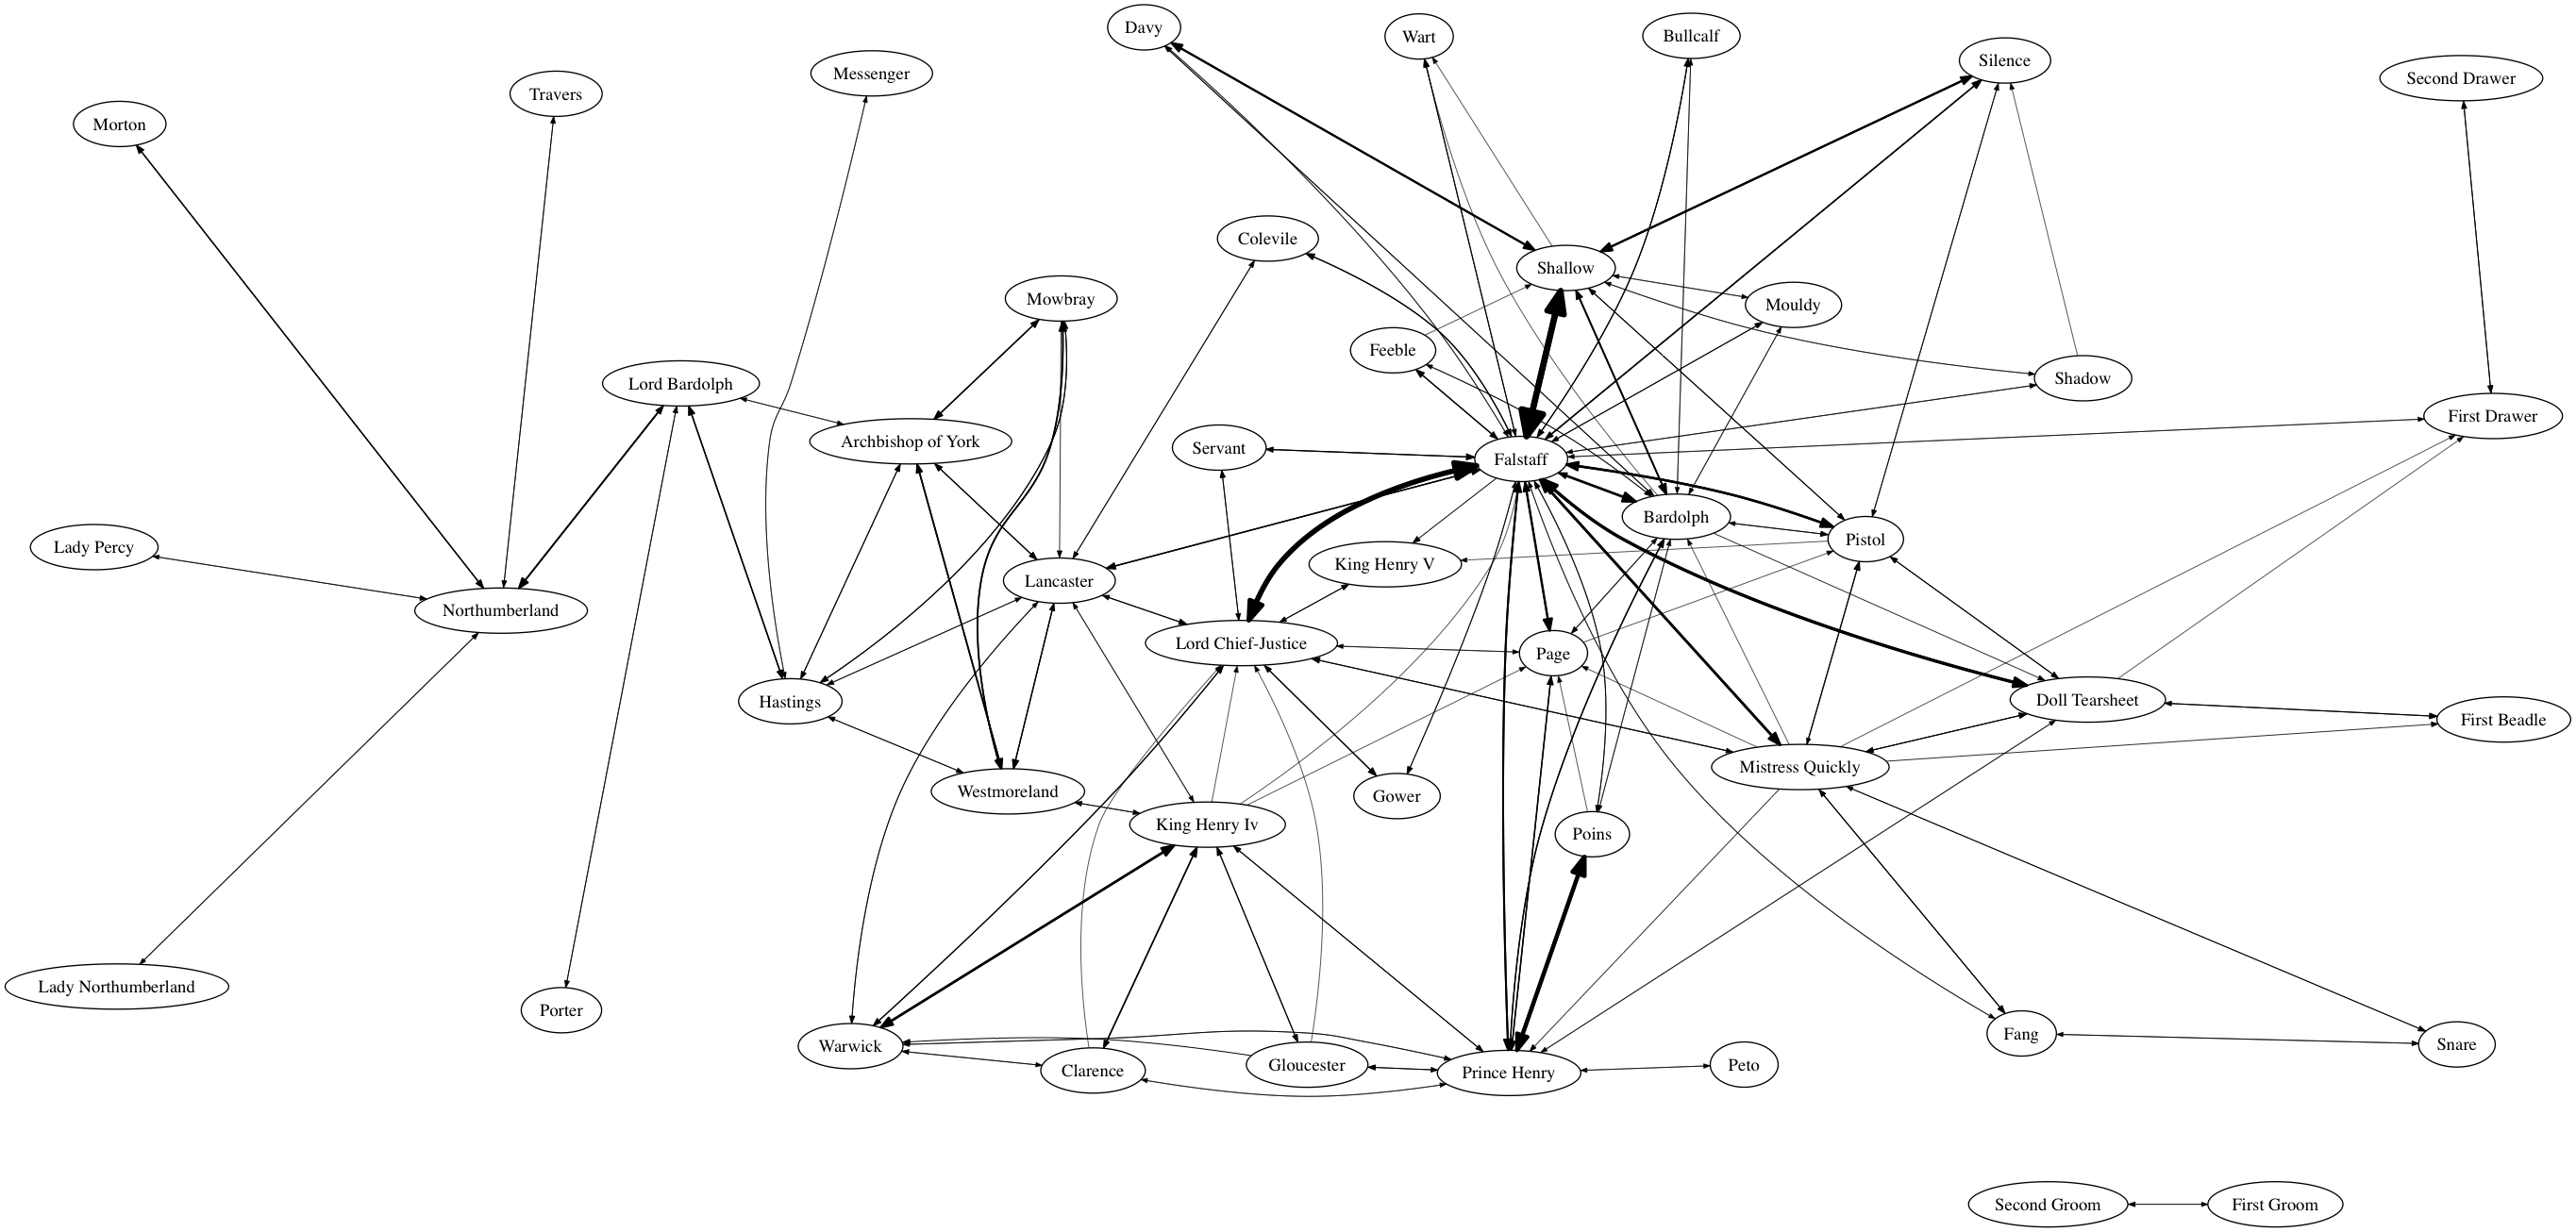 Davy
Wart
Bullcalf
Silence
Messenger
Second Drawer
Travers
Morton
Colevile
Shallow
Mowbray
Mouldy
Feeble
Lord Bardolph
Shadow
First Drawer
Archbishop of York
Servant
Falstaff
Bardolph
Pistol
Lady Percy
King Henry V
Lancaster
Northumberland
Lord Chief-Justice
Page
Hastings
Doll Tearsheet
First Beadle
Mistress Quickly
Westmoreland
Gower
King Henry Iv
Poins
Lady Northumberland
Porter
Fang
Snare
Warwick
Clarence
Gloucester
Prince Henry
Peto
Second Groom
First Groom